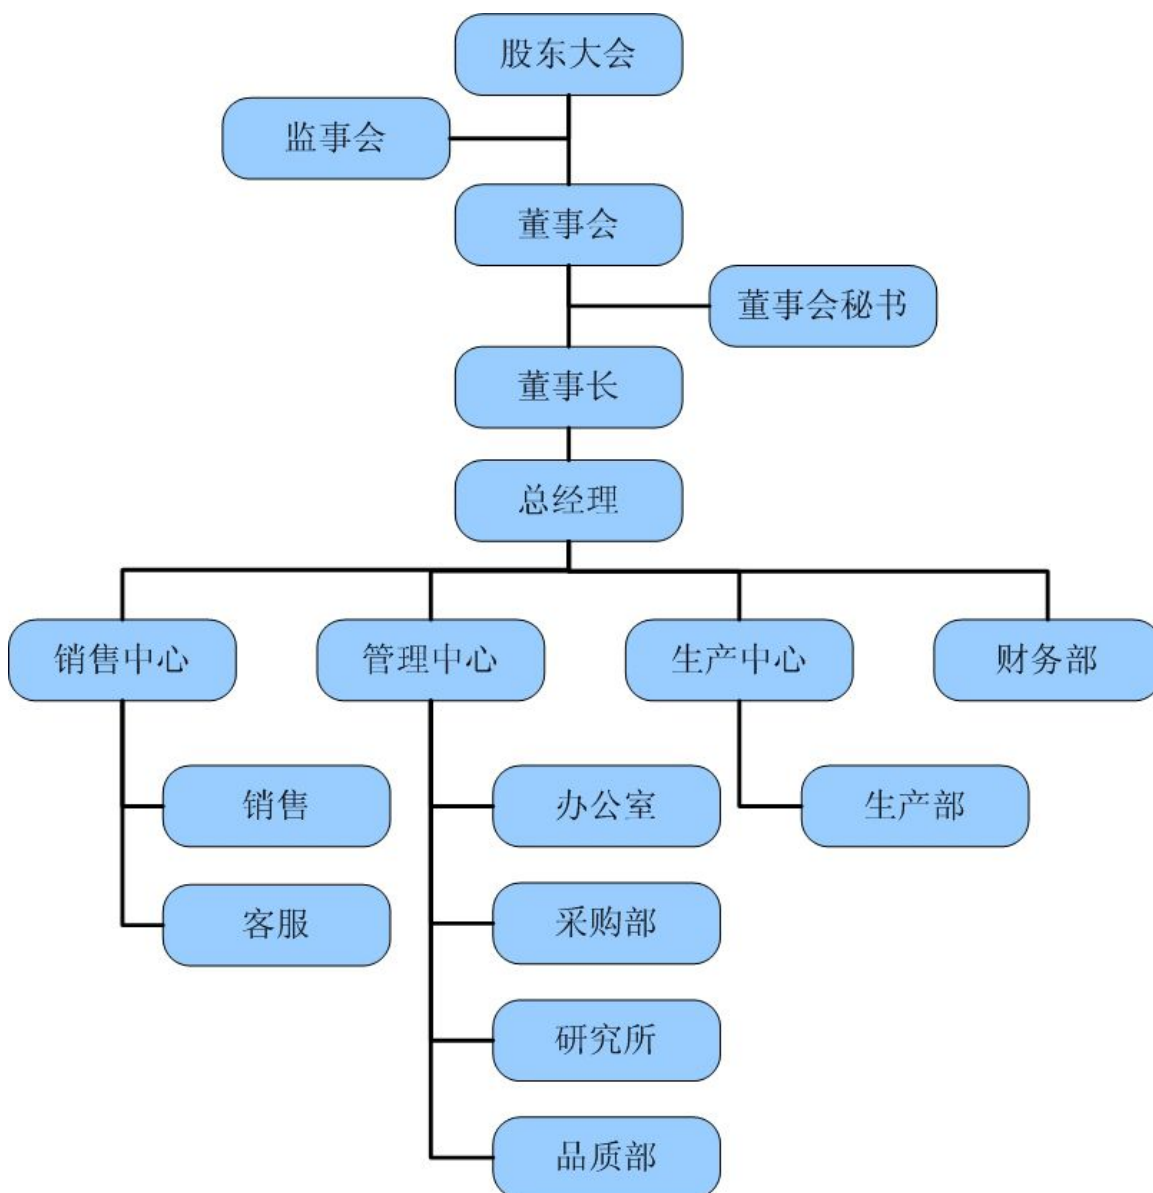 股东大会
监事会
董事会
董事会秘书
董事长
总经理
销售中心
管理中心
生产中心
财务部
销售
办公室
生产部
客服
采购部
研究所
品质部